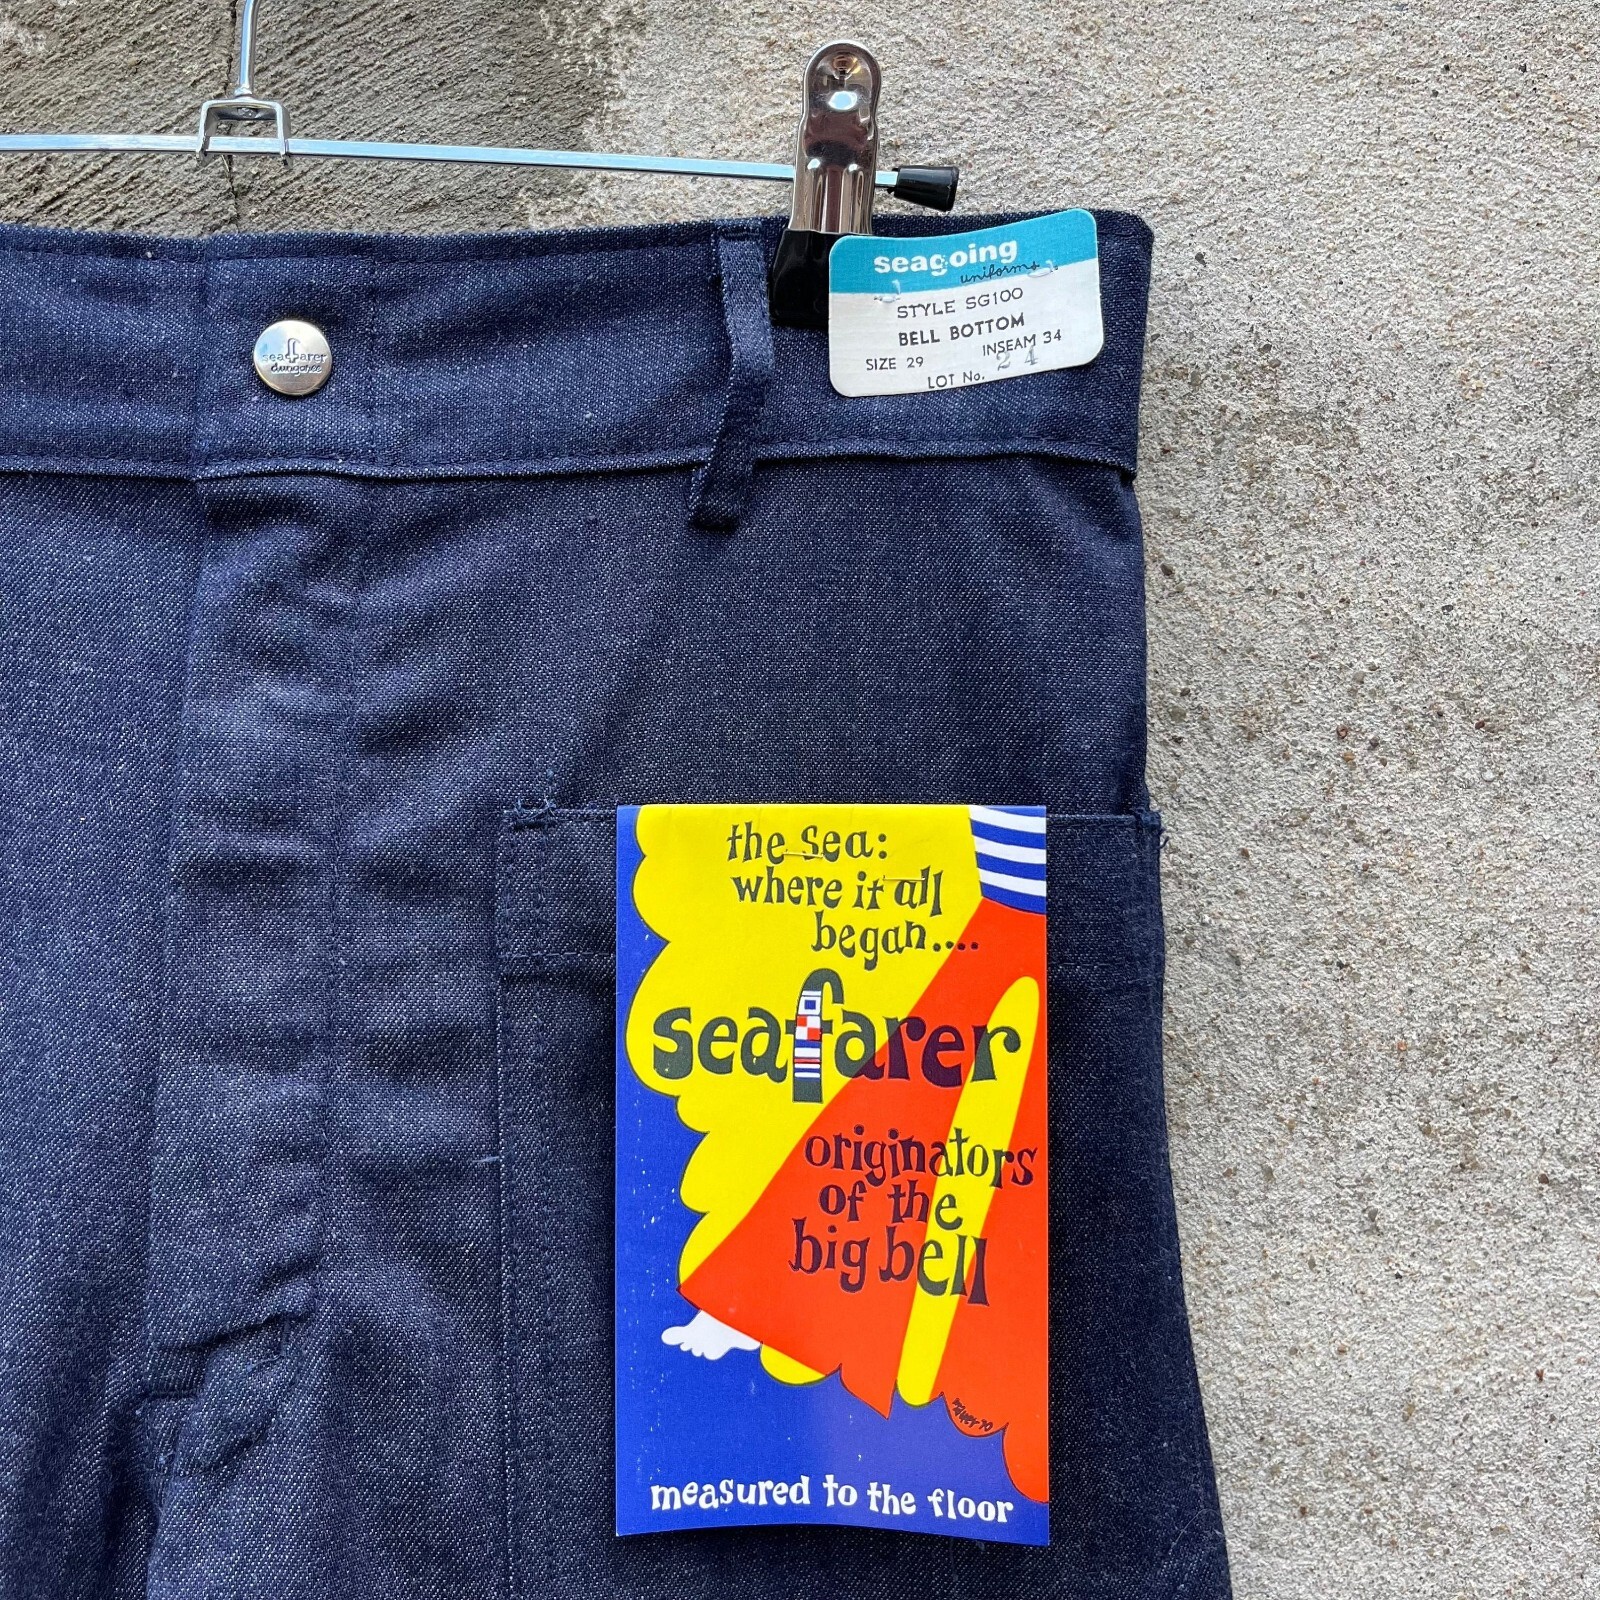 seafarer
dungaree
seagoing
uniforms
STYLE SG100
BELL BOTTOM
SIZE 29 INSEAM 34
LOT No. 24
the sea:
where it all
began....
seafarer
originators
of the
big bell
measured to the floor